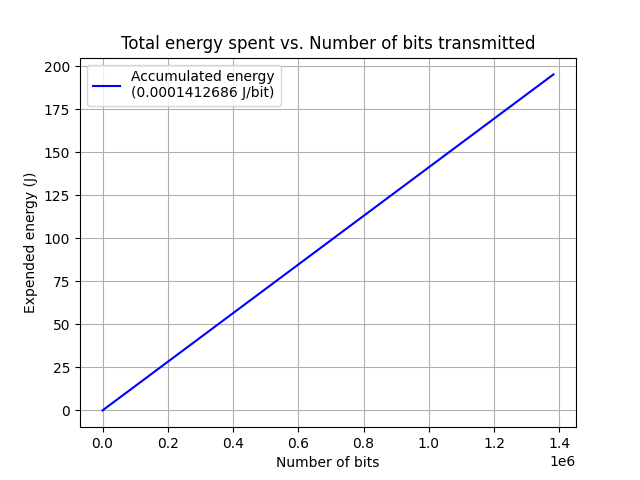 Total energy spent vs. Number of bits transmitted
Accumulated energy
(0.0001412686 J/bit)
Expended energy (J)
200
175
150
125
100
75
50
25
0
0.0 0.2 0.4 0.6 0.8 1.0 1.2 1.4
1e6
Number of bits